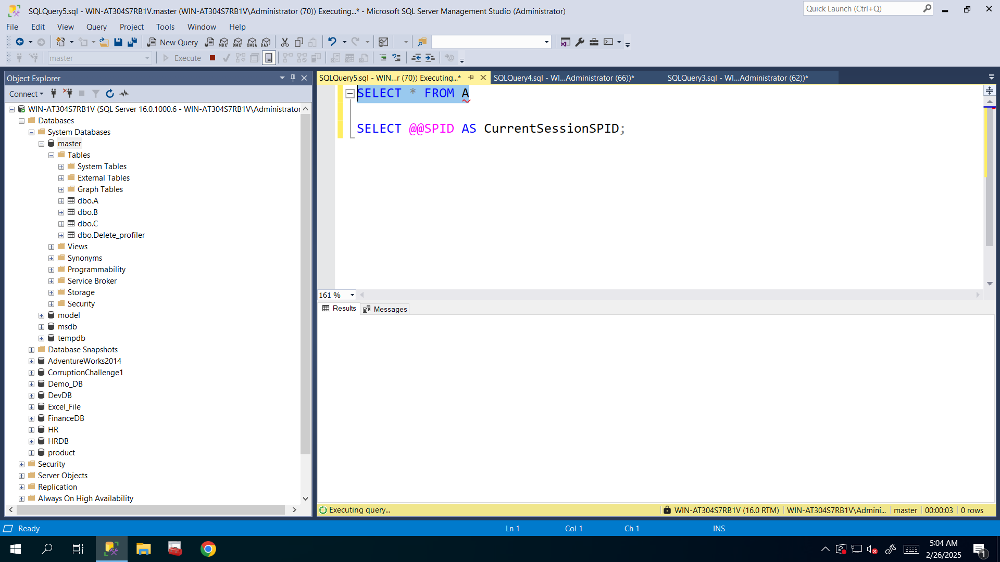 SQLQuery5.sql - WIN-AT304S7RB1V.master (WIN-AT304S7RB1V\Administrator (70)) Executing...* - Microsoft SQL Server Management Studio (Administrator)
Quick Launch (Ctrl+Q)
File Edit View Query Project Tools Window Help
New Query MDX DMX XMLA DAX
master Execute
Object Explorer
Connect
WIN-AT304S7RB1V (SQL Server 16.0.1000.6 - WIN-AT304S7RB1V\Administrator
Databases
System Databases
master
Tables
System Tables
External Tables
Graph Tables
dbo.A
dbo.B
dbo.C
dbo.Delete_profiler
Views
Synonyms
Programmability
Service Broker
Storage
Security
model
msdb
tempdb
Database Snapshots
AdventureWorks2014
CorruptionChallenge1
Demo_DB
DevDB
Excel_File
FinanceDB
HR
HRDB
product
Security
Server Objects
Replication
Always On High Availability
SQLQuery5.sql - WIN...r (70)) Executing...* SQLQuery4.sql - WI...Administrator (66))* SQLQuery3.sql - WI...Administrator (62))*
SELECT * FROM A
SELECT @@SPID AS CurrentSessionSPID;
161 %
Results Messages
Executing query... WIN-AT304S7RB1V (16.0 RTM) WIN-AT304S7RB1V\Admini... master 00:00:03 0 rows
Ready Ln 1 Col 1 Ch 1 INS
5:04 AM
2/26/2025
1